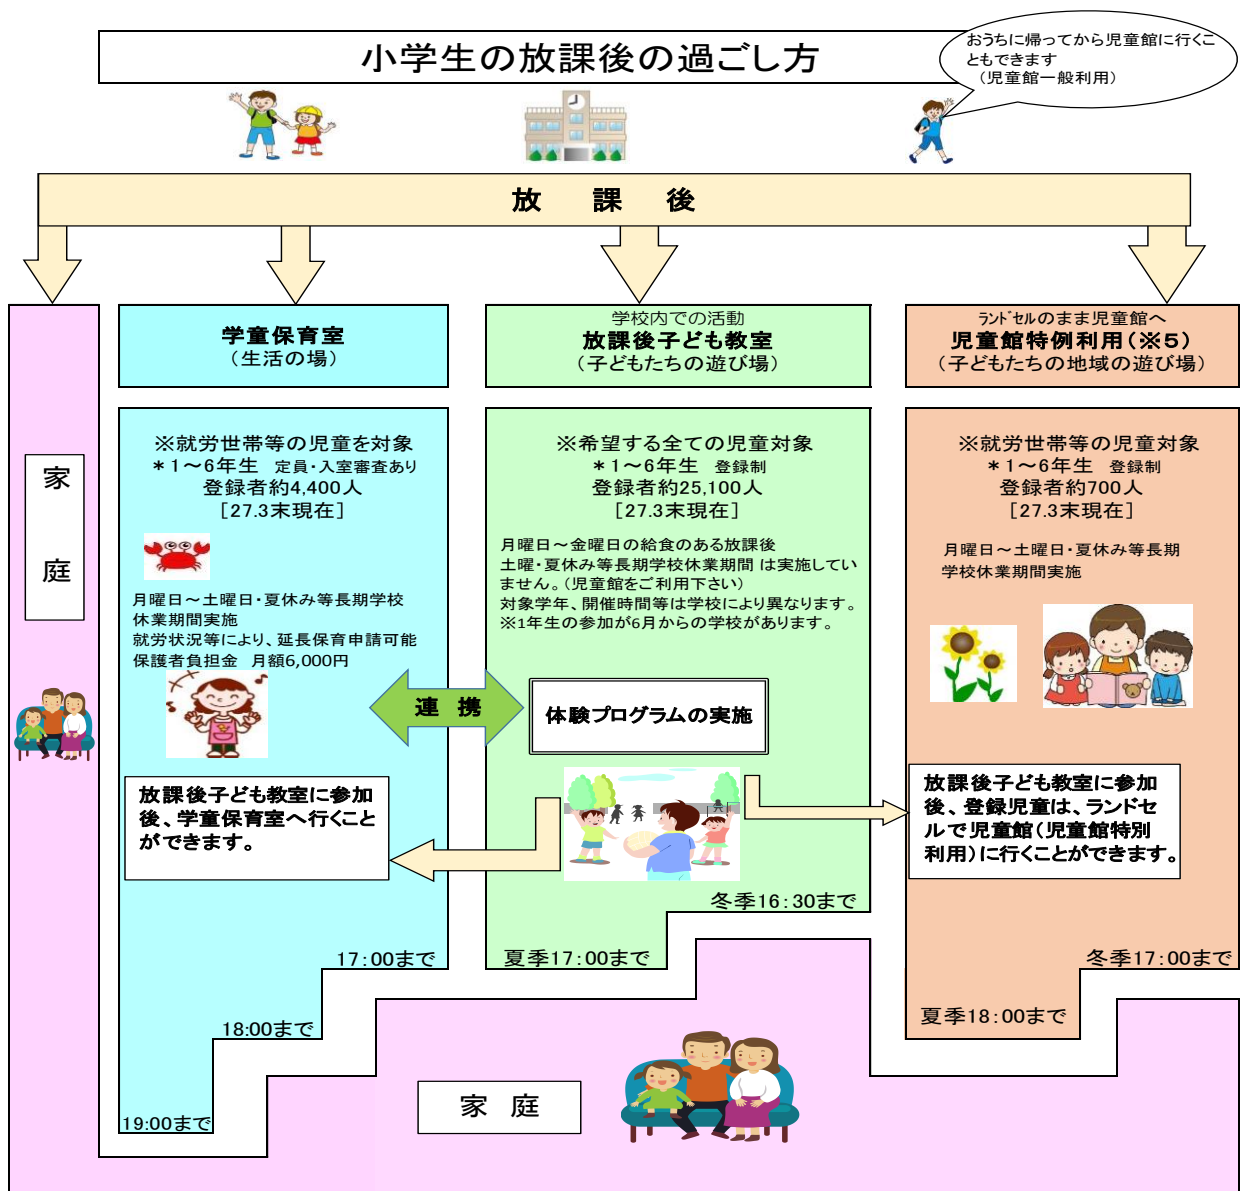 小学生の放課後の過ごし方
おうちに帰ってから児童館に行くこ
ともできます
（児童館一般利用）
放　課　後
家
庭
学童保育室
（生活の場）
※就労世帯等の児童を対象
＊1～6年生　定員・入室審査あり
登録者約4,400人
［27.3末現在］
月曜日～土曜日・夏休み等長期学校
休業期間実施
就労状況等により、延長保育申請可能
保護者負担金　月額6,000円
連 携
放課後子ども教室に参加
後、学童保育室へ行くこと
ができます。
17:00まで
18:00まで
19:00まで
学校内での活動
放課後子ども教室
（子どもたちの遊び場）
※希望する全ての児童対象
＊1～6年生　登録制
登録者約25,100人
［27.3末現在］
月曜日～金曜日の給食のある放課後
土曜・夏休み等長期学校休業期間 は実施してい
ません。（児童館をご利用下さい）
対象学年、開催時間等は学校により異なります。
※1年生の参加が6月からの学校があります。
体験プログラムの実施
冬季16:30まで
夏季17:00まで
ﾗﾝﾄﾞｾﾙのまま児童館へ
児童館特例利用（※5）
（子どもたちの地域の遊び場）
※就労世帯等の児童対象
＊1～6年生　登録制
登録者約700人
［27.3末現在］
月曜日～土曜日・夏休み等長期
学校休業期間実施
放課後子ども教室に参加
後、登録児童は、ランドセ
ルで児童館（児童館特別
利用）に行くことができます。
冬季17:00まで
夏季18:00まで
家 庭